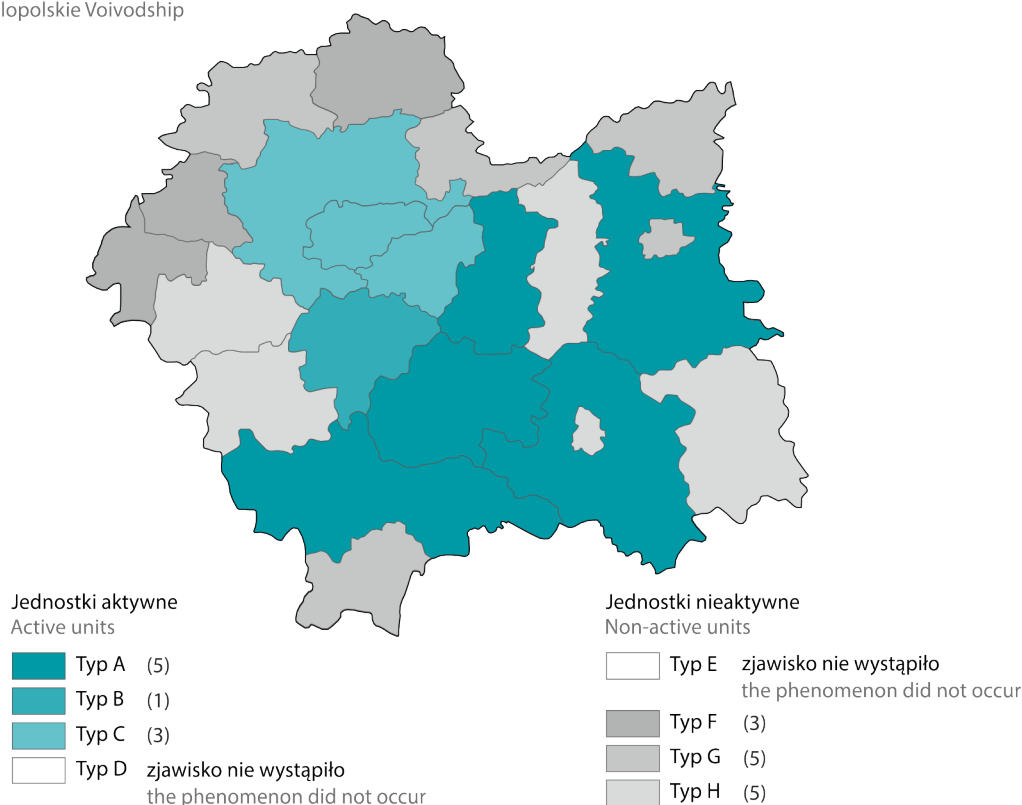 lopolskie Voivodship
Jednostki aktywne
Active units
Typ A (5)
Typ B (1)
Typ C (3)
Typ D zjawisko nie wystąpiło
the phenomenon did not occur
Jednostki nieaktywne
Non-active units
Typ E zjawisko nie wystąpiło
the phenomenon did not occur
Typ F (3)
Typ G (5)
Typ H (5)